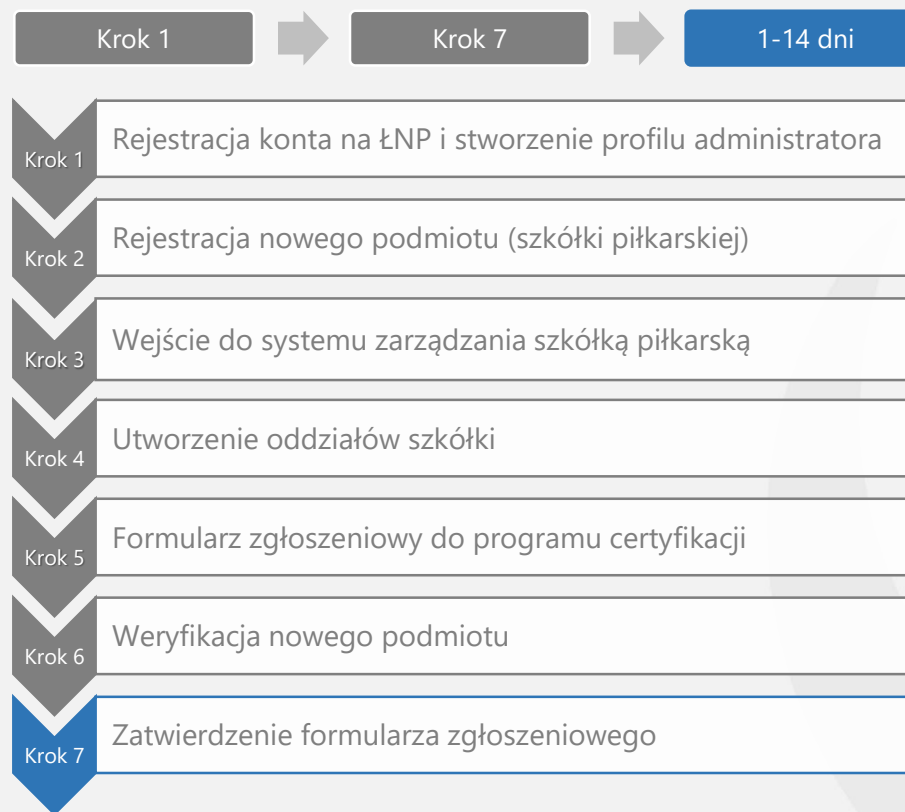 Krok 1
Krok 7
1-14 dni
Krok 1
Rejestracja konta na ŁNP i stworzenie profilu administratora
Krok 2
Rejestracja nowego podmiotu (szkółki piłkarskiej)
Krok 3
Wejście do systemu zarządzania szkółką piłkarską
Krok 4
Utworzenie oddziałów szkółki
Krok 5
Formularz zgłoszeniowy do programu certyfikacji
Krok 6
Weryfikacja nowego podmiotu
Krok 7
Zatwierdzenie formularza zgłoszeniowego